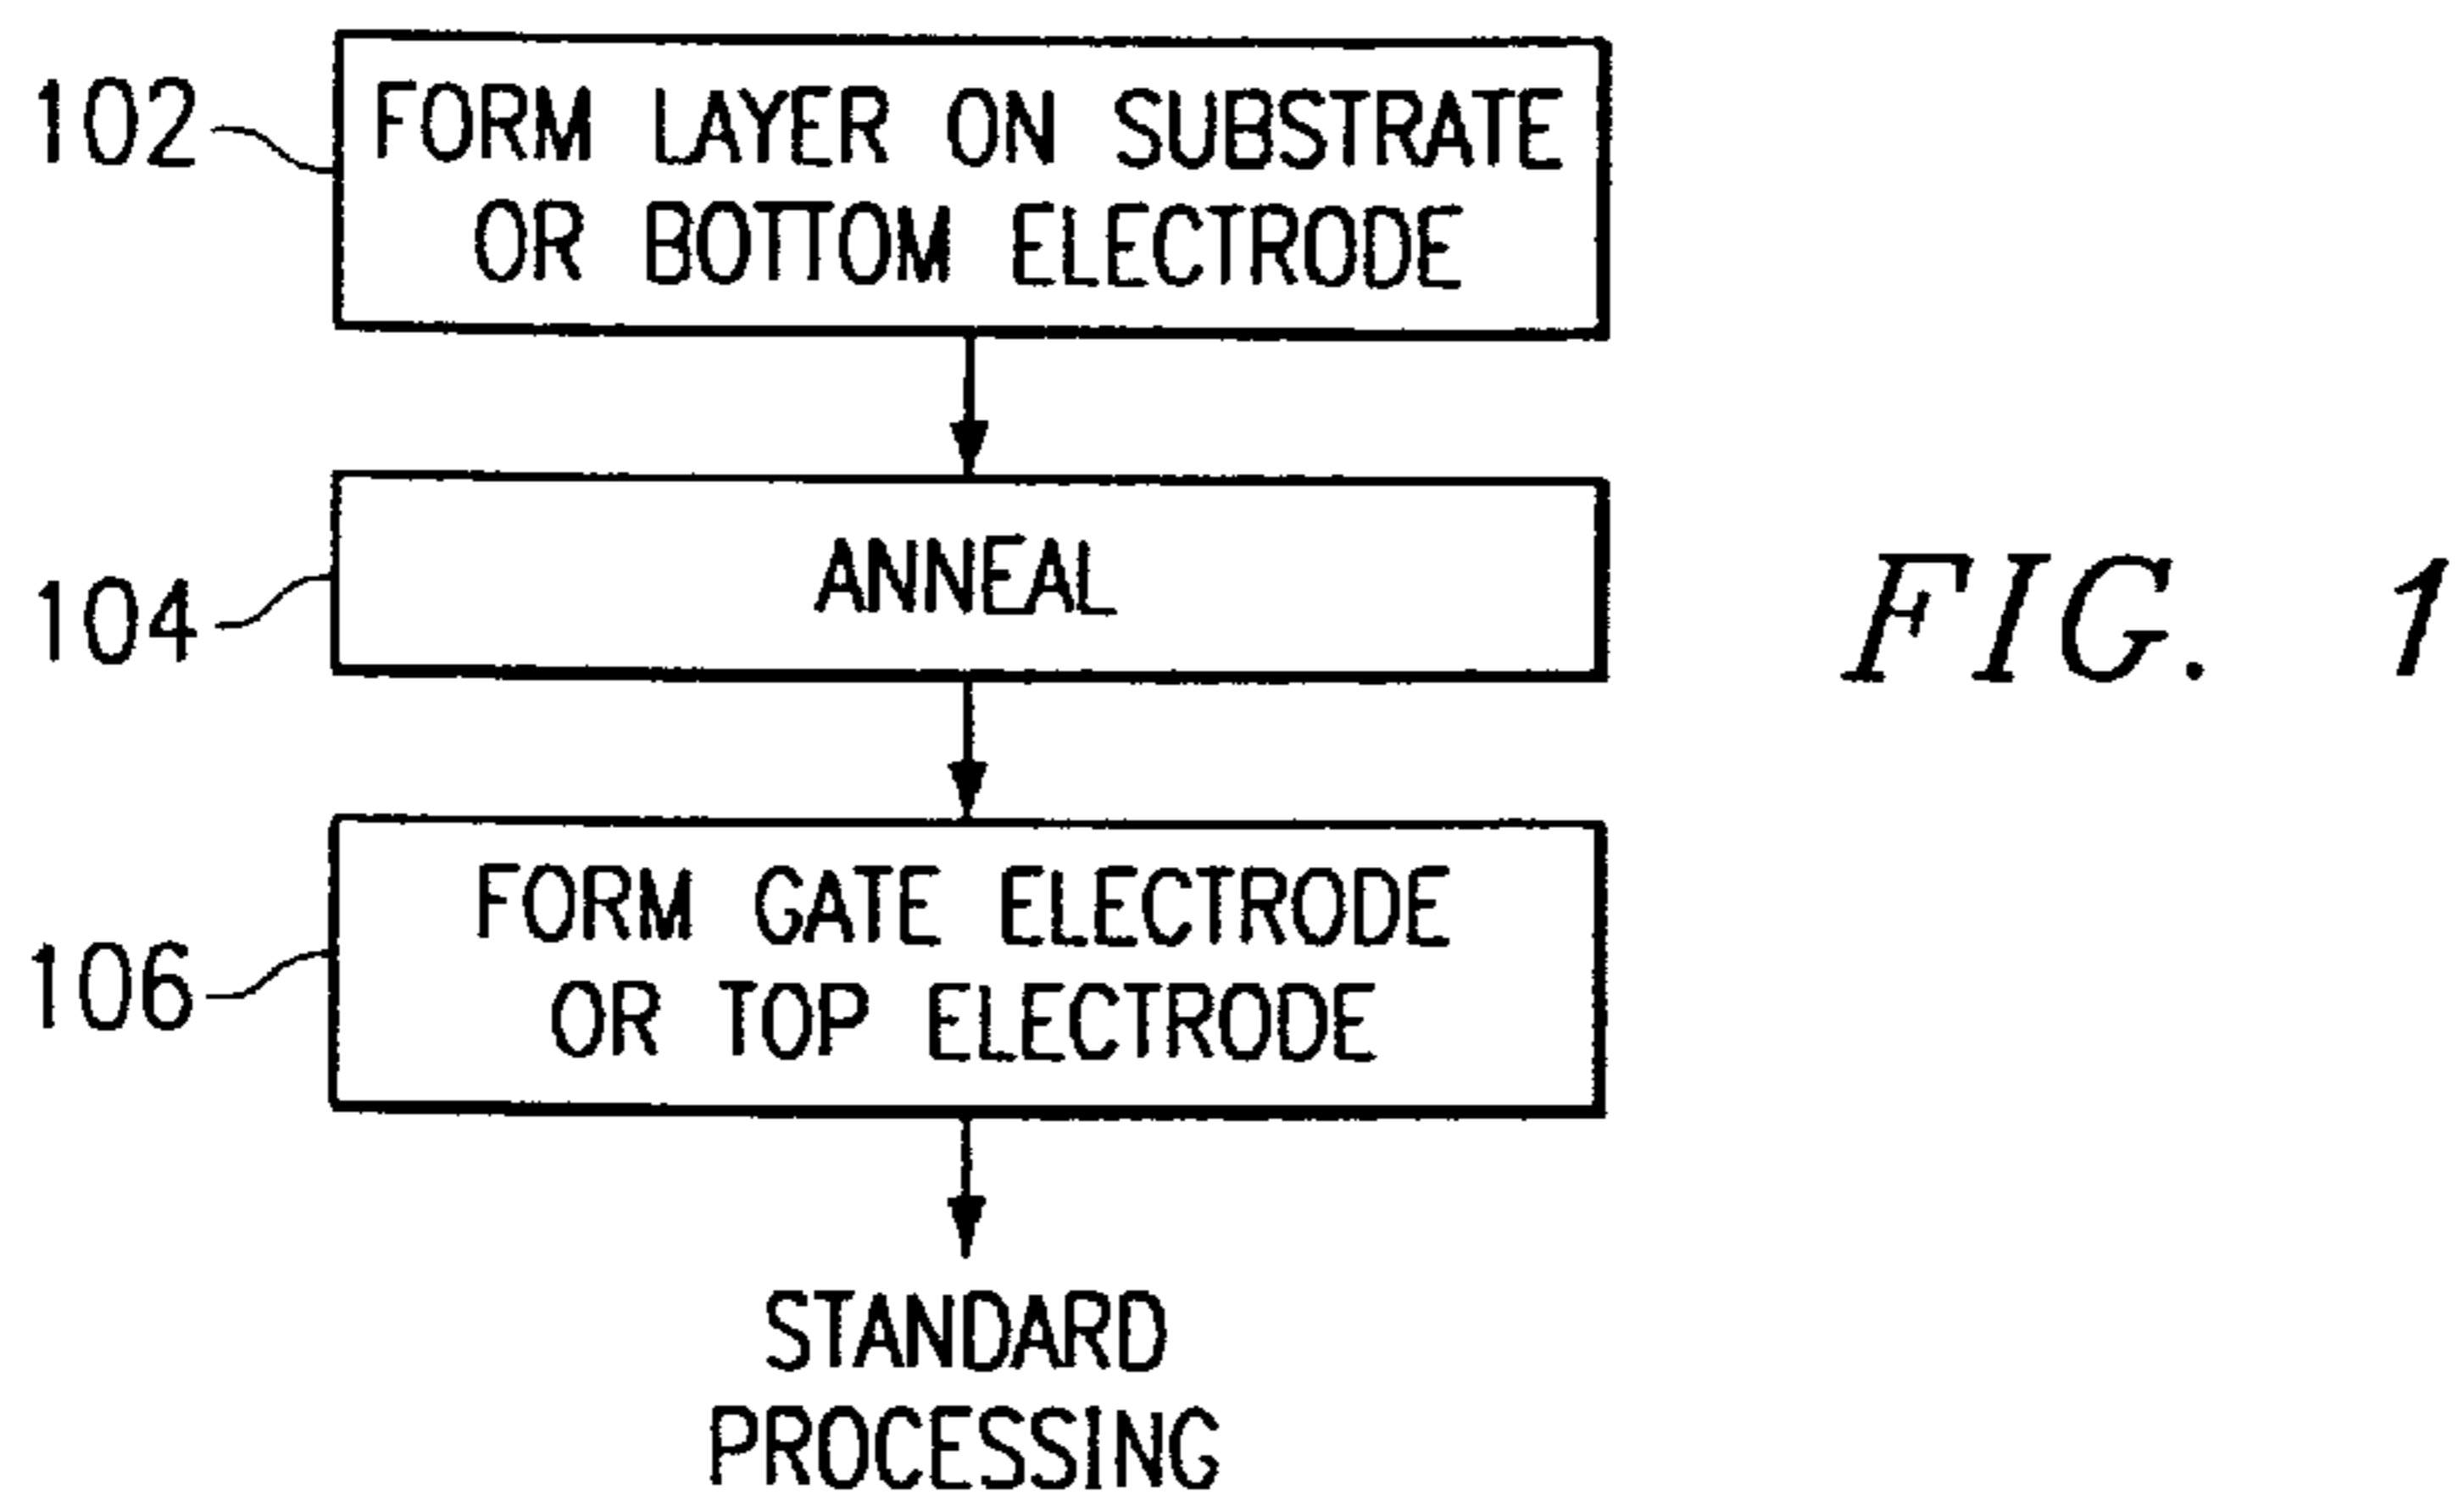 102
FORM LAYER ON SUBSTRATE
OR BOTTOM ELECTRODE
104
ANNEAL
FIG. 1
106
FORM GATE ELECTRODE
OR TOP ELECTRODE
STANDARD
PROCESSING